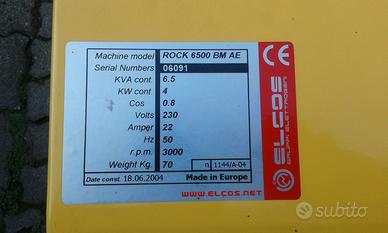 Machine model ROCK 6500 BM AE
Serial Numbers 06091
KVA cont. 6.5
KW cont. 4
Cos 0.8
Volts 230
Amper 22
Hz 50
r.p.m. 3000
Weight Kg. 70 n. 1144/A-04
Date const. 18.06.2004 Made in Europe
CE
ELCOS
GRUPPI ELETTROGENI
WWW.ELCOS.NET
subito